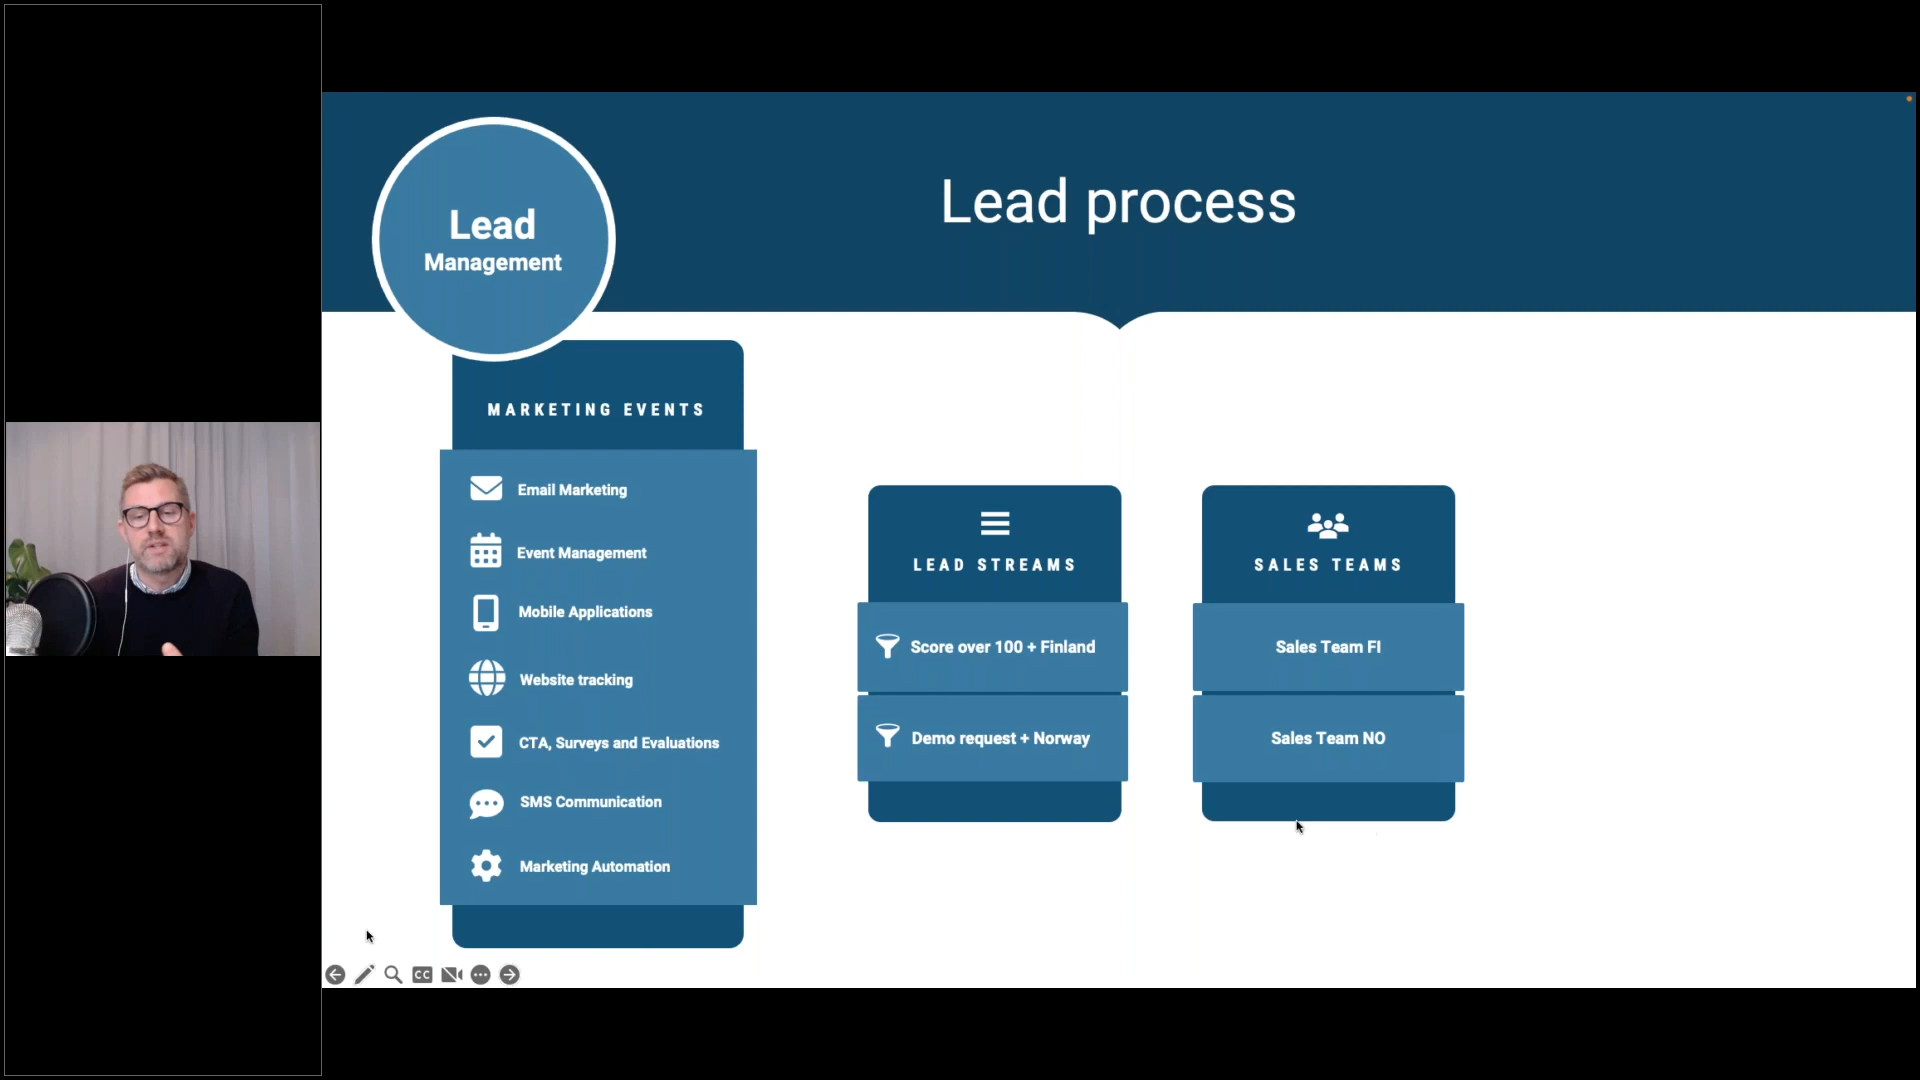 Lead process
Lead
Management
MARKETING EVENTS
Email Marketing
Event Management
Mobile Applications
Website tracking
CTA, Surveys and Evaluations
SMS Communication
Marketing Automation
LEAD STREAMS
Score over 100 + Finland
Demo request + Norway
SALES TEAMS
Sales Team FI
Sales Team NO
CC